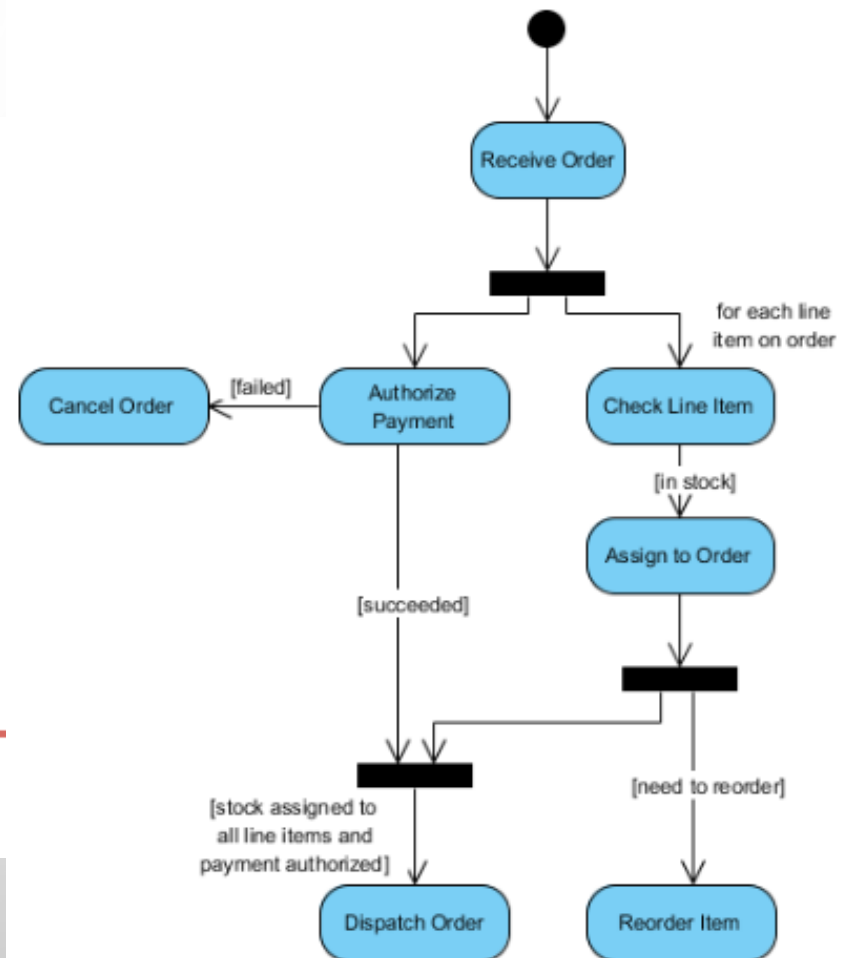 Receive Order
for each line
item on order
[failed]
Cancel Order
Authorize
Payment
Check Line Item
[in stock]
Assign to Order
[succeeded]
[need to reorder]
[stock assigned to
all line items and
payment authorized]
Dispatch Order
Reorder Item